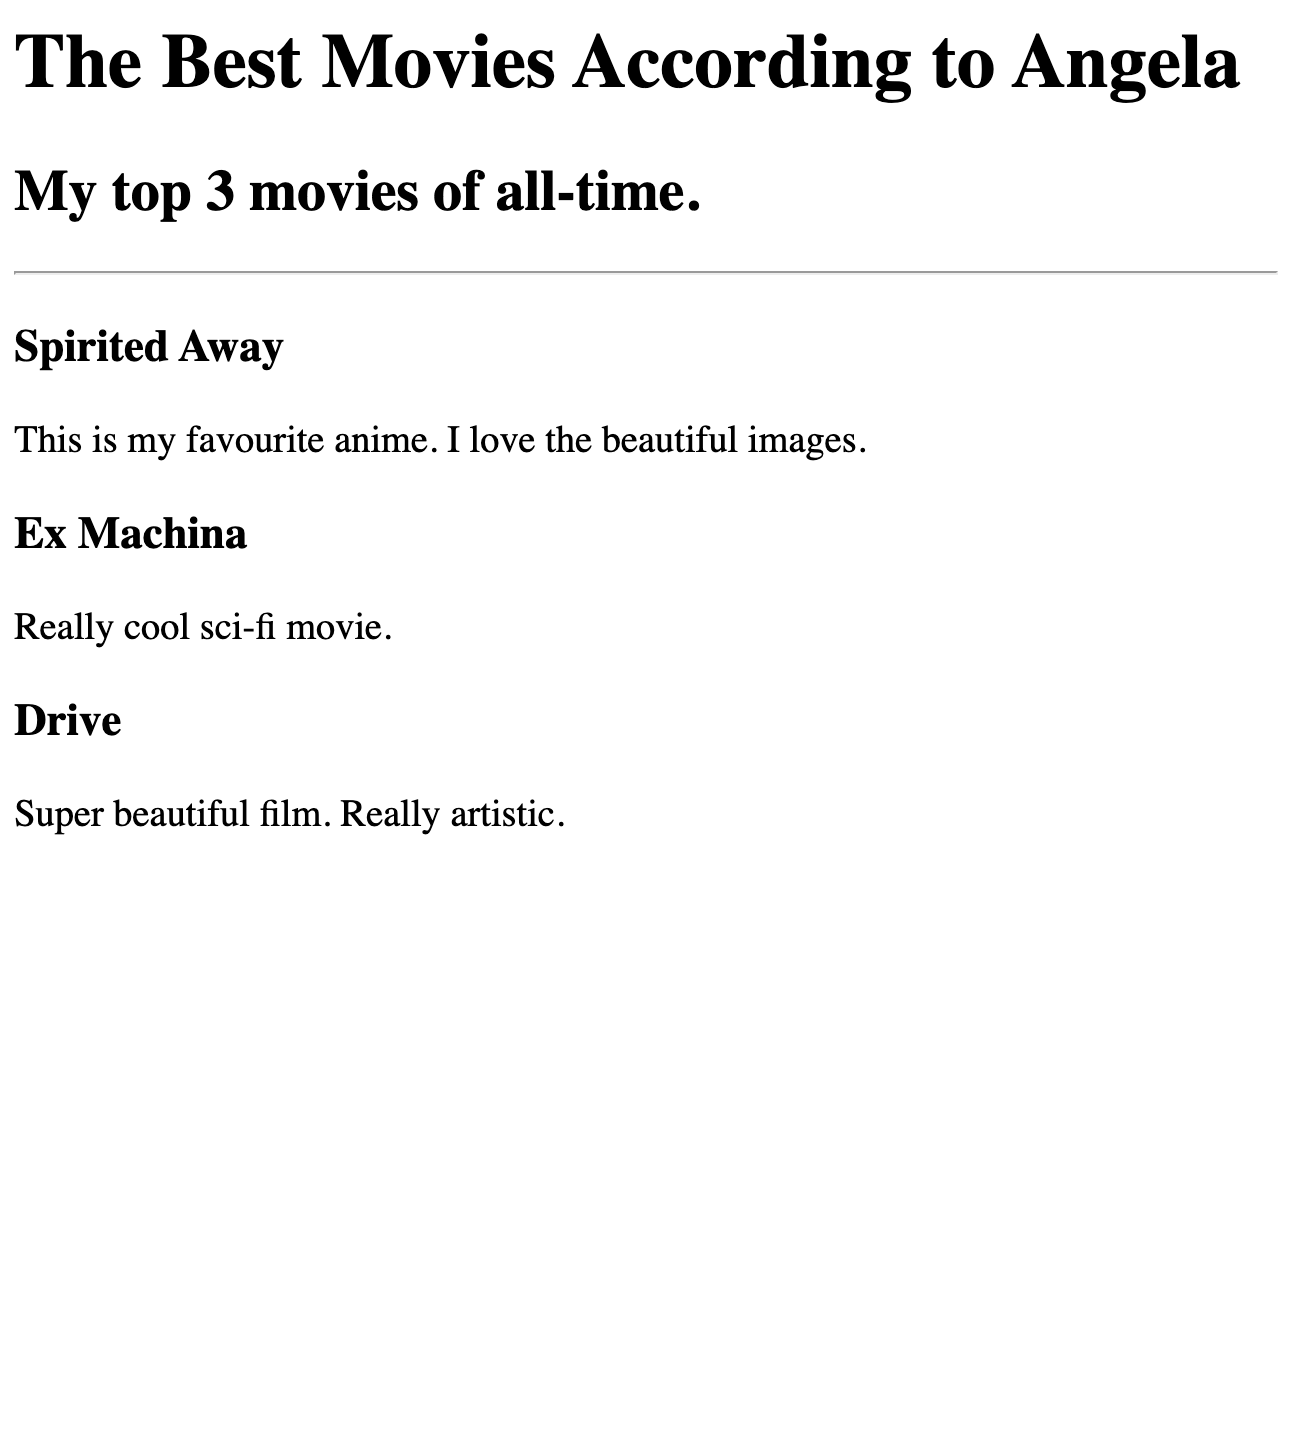 The Best Movies According to Angela
My top 3 movies of all-time.
Spirited Away
This is my favourite anime. I love the beautiful images.
Ex Machina
Really cool sci-fi movie.
Drive
Super beautiful film. Really artistic.